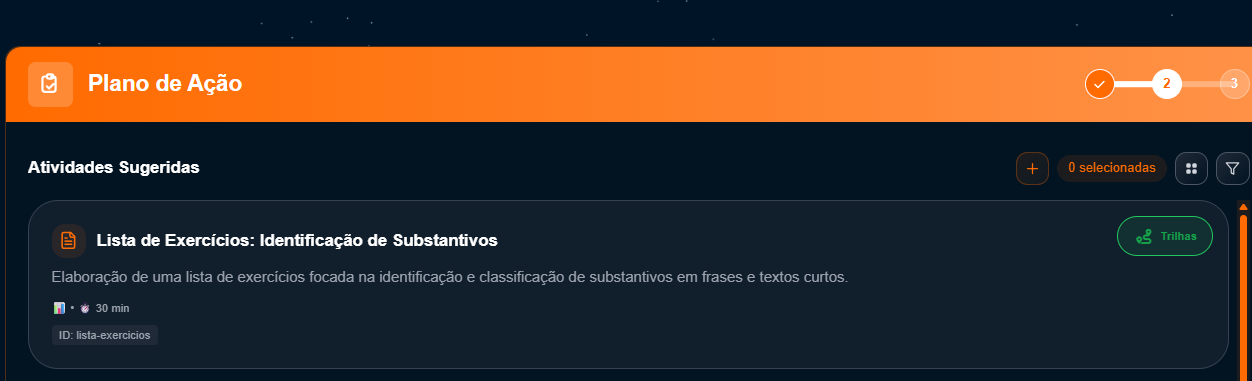 Plano de Ação
2
3
Atividades Sugeridas
+
0 selecionadas
Lista de Exercícios: Identificação de Substantivos
Trilhas
Elaboração de uma lista de exercícios focada na identificação e classificação de substantivos em frases e textos curtos.
• 30 min
ID: lista-exercicios